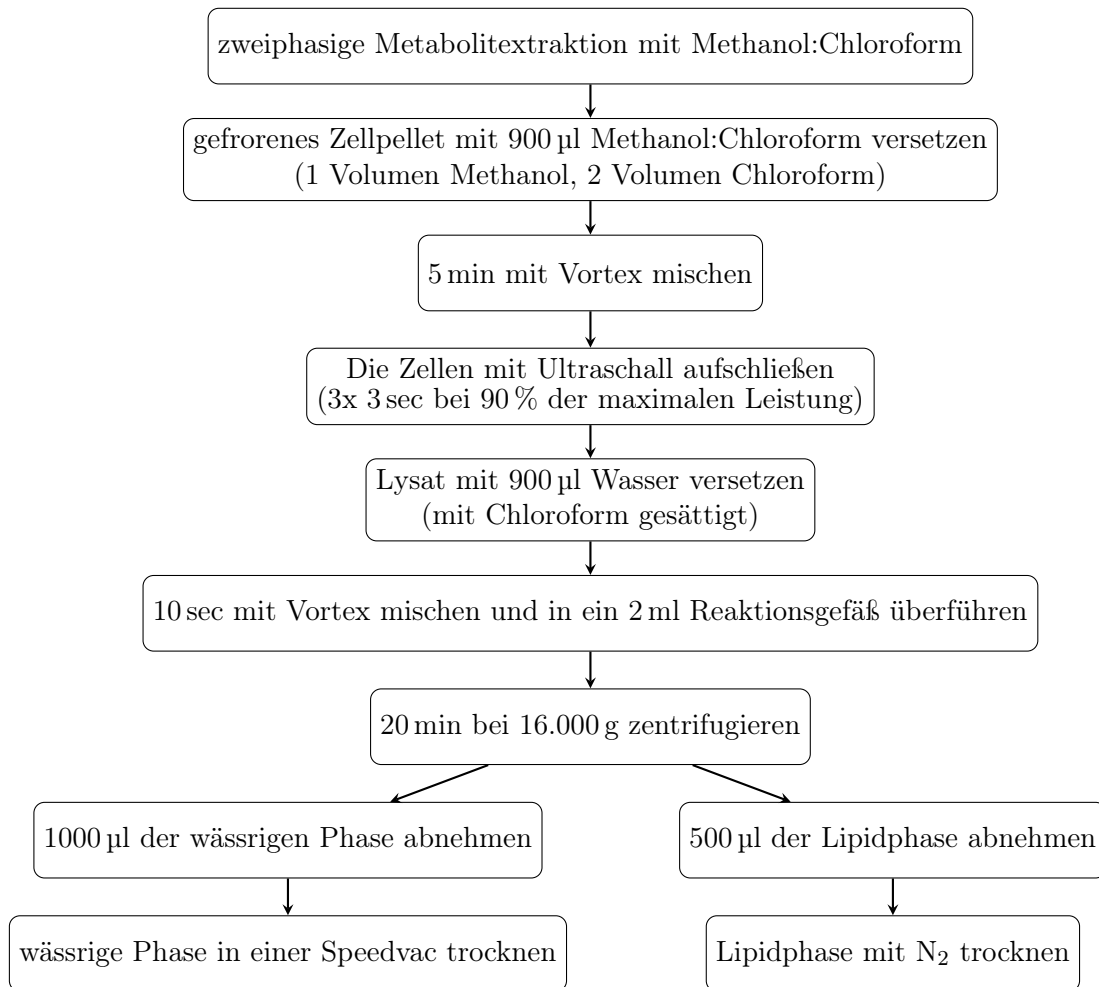 zweiphasige Metabolitextraktion mit Methanol:Chloroform
gefrorenes Zellpellet mit 900 µl Methanol:Chloroform versetzen
(1 Volumen Methanol, 2 Volumen Chloroform)
5 min mit Vortex mischen
Die Zellen mit Ultraschall aufschließen
(3x 3 sec bei 90 % der maximalen Leistung)
Lysat mit 900 µl Wasser versetzen
(mit Chloroform gesättigt)
10 sec mit Vortex mischen und in ein 2 ml Reaktionsgefäß überführen
20 min bei 16.000 g zentrifugieren
1000 µl der wässrigen Phase abnehmen
500 µl der Lipidphase abnehmen
wässrige Phase in einer Speedvac trocknen
Lipidphase mit N₂ trocknen